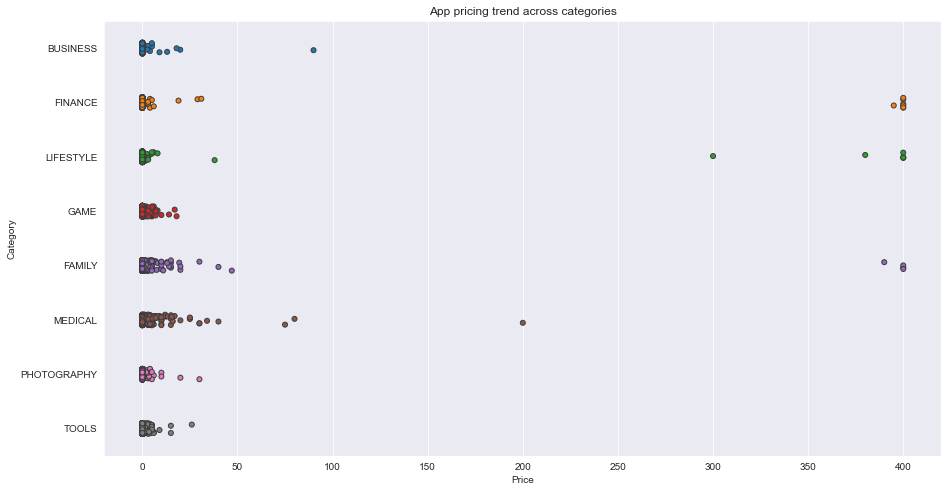 App pricing trend across categories
Category
BUSINESS
FINANCE
LIFESTYLE
GAME
FAMILY
MEDICAL
PHOTOGRAPHY
TOOLS
0 50 100 150 200 250 300 350 400
Price